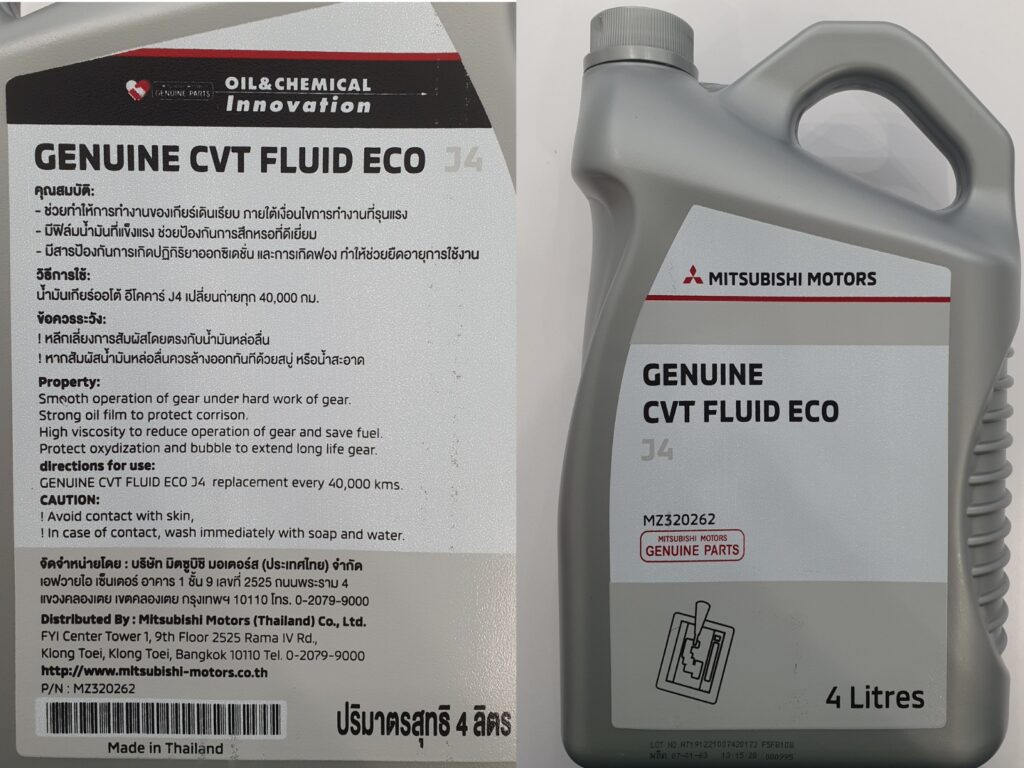 GENUINE PARTS
OIL&CHEMICAL
Innovation
GENUINE CVT FLUID ECO J4
คุณสมบัติ:
- ช่วยทำให้การทำงานของเกียร์เดินเรียบ ภายใต้เงื่อนไขการทำงานที่รุนแรง
- มีฟิล์มน้ำมันที่แข็งแรง ช่วยป้องกันการสึกหรอที่ดีเยี่ยม
- มีสารป้องกันการเกิดปฏิกิริยาออกซิเดชั่น และการเกิดฟอง ทำให้ช่วยยืดอายุการใช้งาน
วิธีการใช้:
น้ำมันเกียร์ออโต้ อีโคคาร์ J4 เปลี่ยนถ่ายทุก 40,000 กม.
ข้อควรระวัง:
! หลีกเลี่ยงการสัมผัสโดยตรงกับน้ำมันหล่อลื่น
! หากสัมผัสน้ำมันหล่อลื่นควรล้างออกทันทีด้วยสบู่ หรือน้ำสะอาด
Property:
Smooth operation of gear under hard work of gear.
Strong oil film to protect corrison.
High viscosity to reduce operation of gear and save fuel.
Protect oxydization and bubble to extend long life gear.
directions for use:
GENUINE CVT FLUID ECO J4 replacement every 40,000 kms.
CAUTION:
! Avoid contact with skin,
! In case of contact, wash immediately with soap and water.
จัดจำหน่ายโดย : บริษัท มิตซูบิชิ มอเตอร์ส (ประเทศไทย) จำกัด
เอฟวายไอ เซ็นเตอร์ อาคาร 1 ชั้น 9 เลขที่ 2525 ถนนพระราม 4
แขวงคลองเตย เขตคลองเตย กรุงเทพฯ 10110 โทร. 0-2079-9000
Distributed By : Mitsubishi Motors (Thailand) Co., Ltd.
FYI Center Tower 1, 9th Floor 2525 Rama IV Rd.,
Klong Toei, Klong Toei, Bangkok 10110 Tel. 0-2079-9000
http://www.mitsubishi-motors.co.th
P/N : MZ320262
ปริมาตรสุทธิ 4 ลิตร
Made in Thailand
MITSUBISHI MOTORS
GENUINE
CVT FLUID ECO
J4
MZ320262
MITSUBISHI MOTORS
GENUINE PARTS
4 Litres
ผลิต 07-01-63 13:15:20 000995